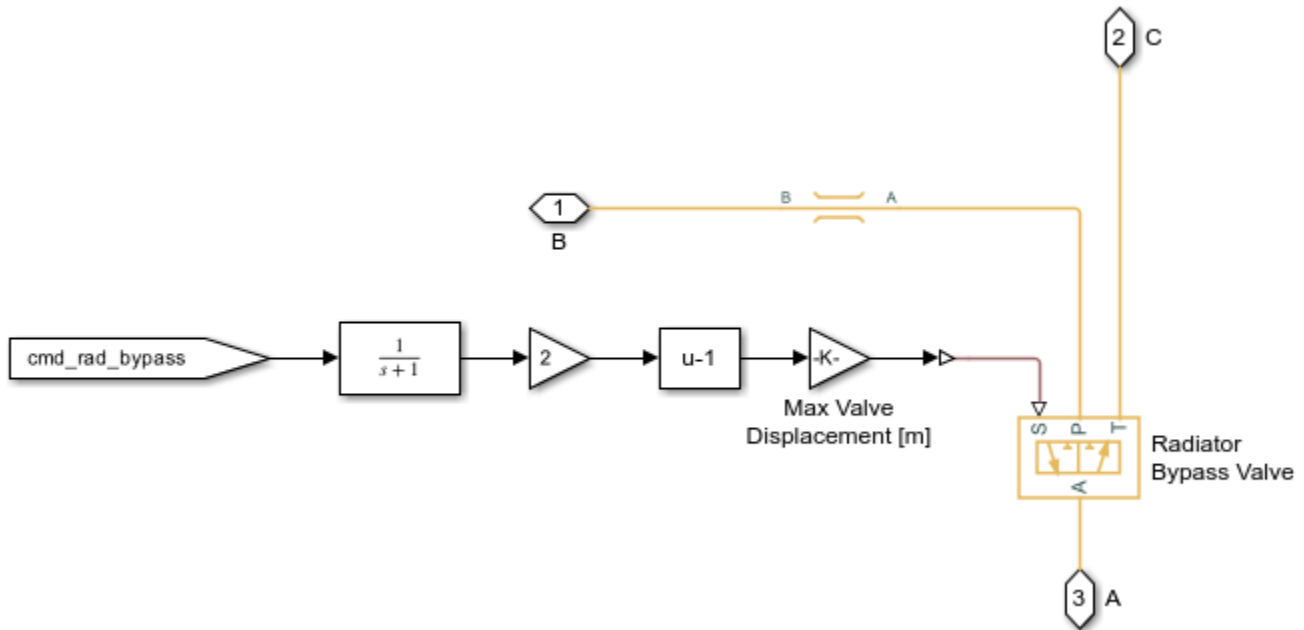 2
C
B
A
1
B
cmd_rad_bypass
1
s + 1
2
u-1
-K-
Max Valve
Displacement [m]
S
P
T
A
Radiator
Bypass Valve
3
A